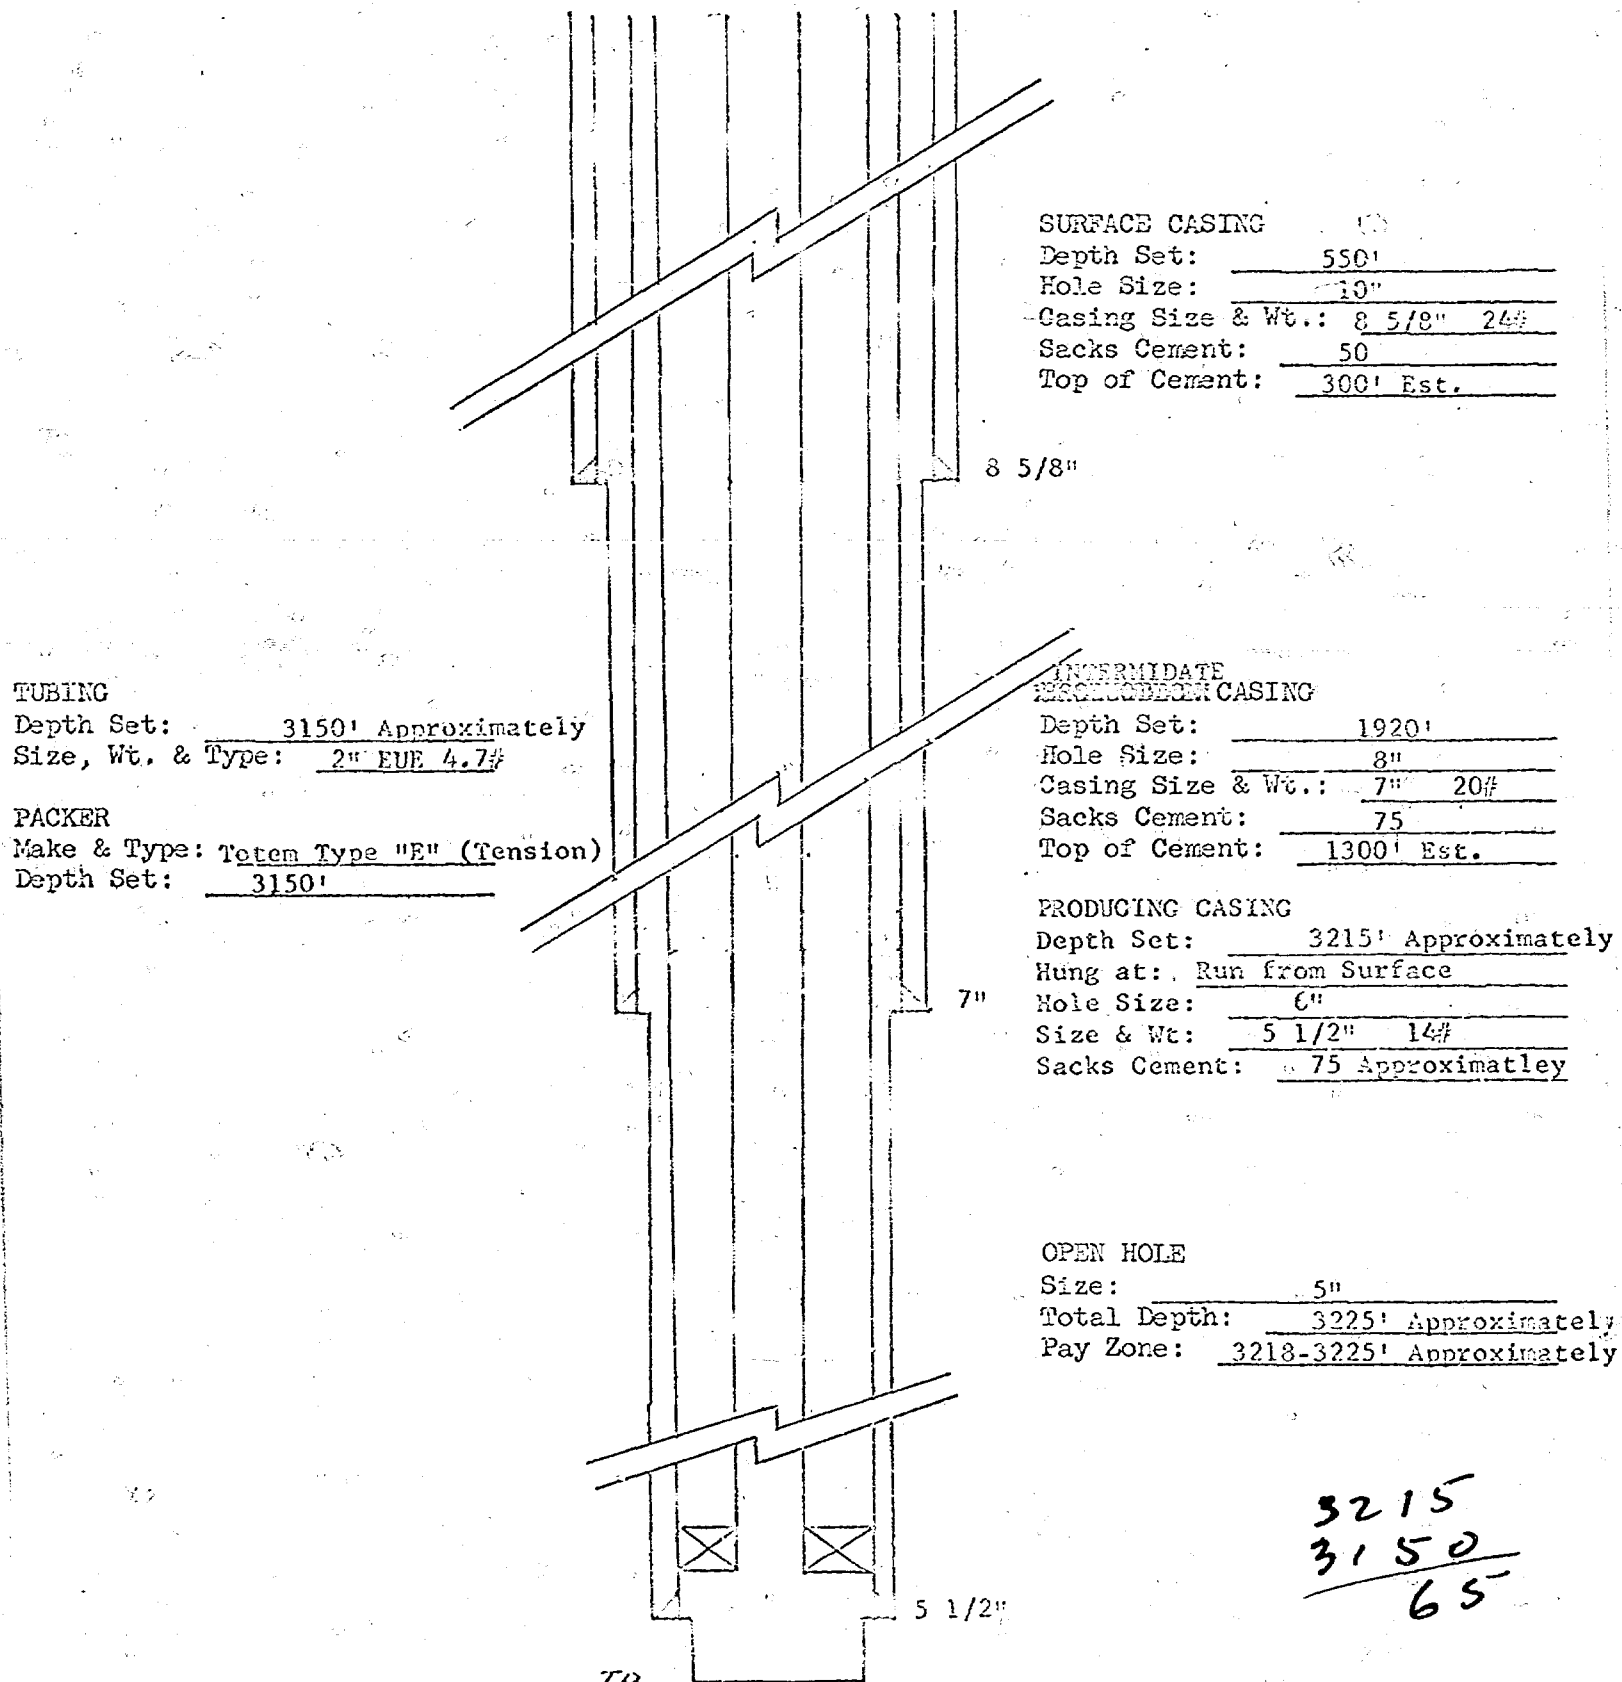 SURFACE CASING
Depth Set: 550'
Hole Size: 10"
Casing Size & Wt.: 8 5/8" 24#
Sacks Cement: 50
Top of Cement: 300' Est.
8 5/8"
TUBING
Depth Set: 3150' Approximately
Size, Wt. & Type: 2" EUE 4.7#
PACKER
Make & Type: Totem Type "E" (Tension)
Depth Set: 3150'
INTERMIDATE
CASING
Depth Set: 1920'
Hole Size: 8"
Casing Size & Wt.: 7" 20#
Sacks Cement: 75
Top of Cement: 1300' Est.
7"
PRODUCING CASING
Depth Set: 3215' Approximately
Hung at: Run from Surface
Hole Size: 6"
Size & Wt: 5 1/2" 14#
Sacks Cement: 75 Approximatley
OPEN HOLE
Size: 5"
Total Depth: 3225' Approximately
Pay Zone: 3218-3225' Approximately
3215
3150
65
5 1/2"
TD